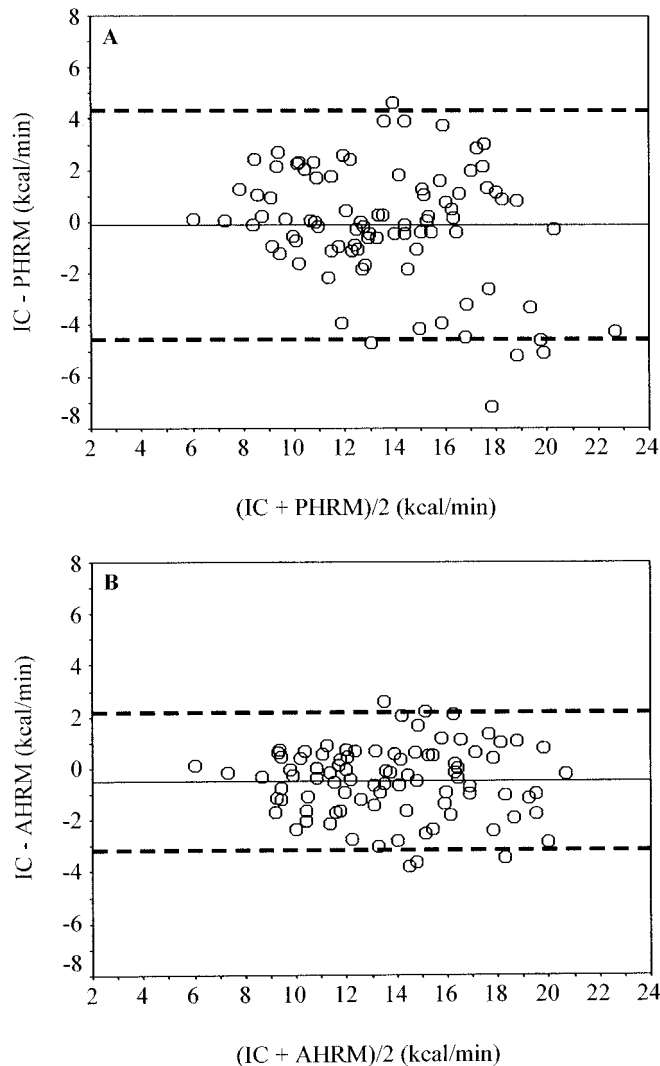 A
8
6
4
2
0
-2
-4
-6
-8
IC - PHRM (kcal/min)
2 4 6 8 10 12 14 16 18 20 22 24
(IC + PHRM)/2 (kcal/min)
B
8
6
4
2
0
-2
-4
-6
-8
IC - AHRM (kcal/min)
2 4 6 8 10 12 14 16 18 20 22 24
(IC + AHRM)/2 (kcal/min)